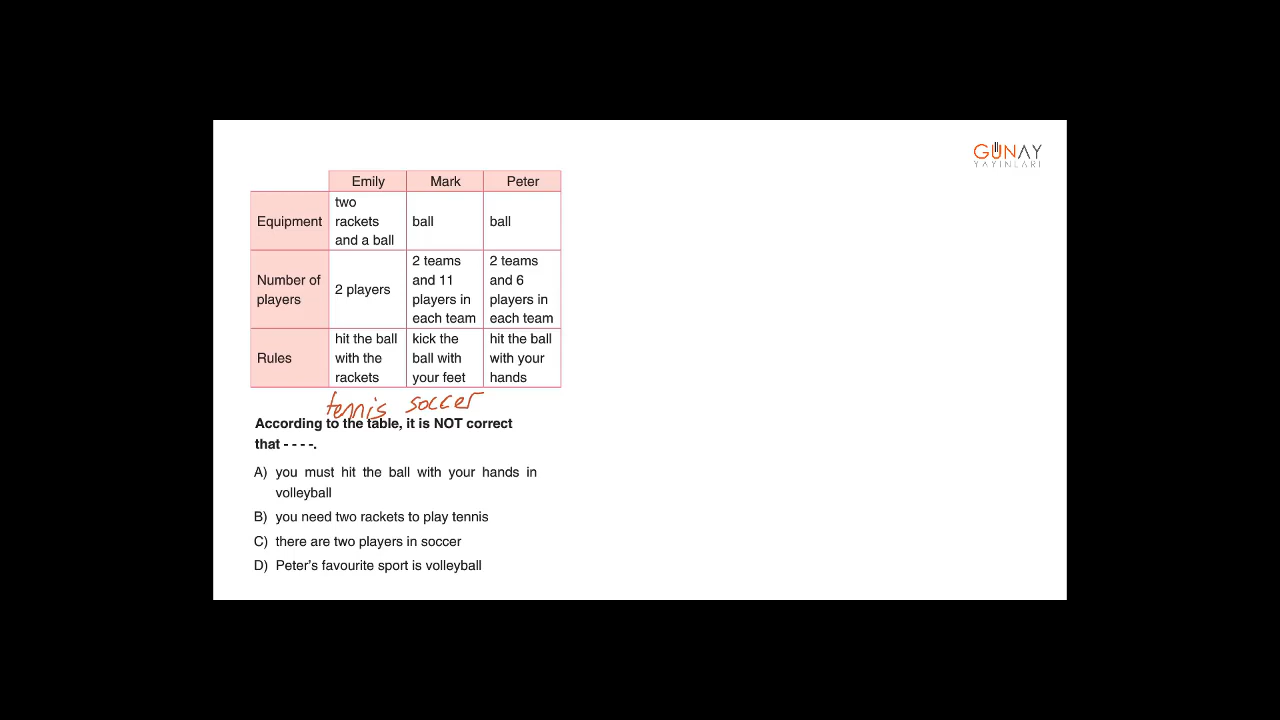 GÜNAY
YAYINLARI
Emily Mark Peter
Equipment
two
rackets
and a ball
ball
ball
Number of
players
2 players
2 teams
and 11
players in
each team
2 teams
and 6
players in
each team
Rules
hit the ball
with the
rackets
kick the
ball with
your feet
hit the ball
with your
hands
tennis soccer
According to the table, it is NOT correct
that - - - -.
A) you must hit the ball with your hands in
volleyball
B) you need two rackets to play tennis
C) there are two players in soccer
D) Peter's favourite sport is volleyball